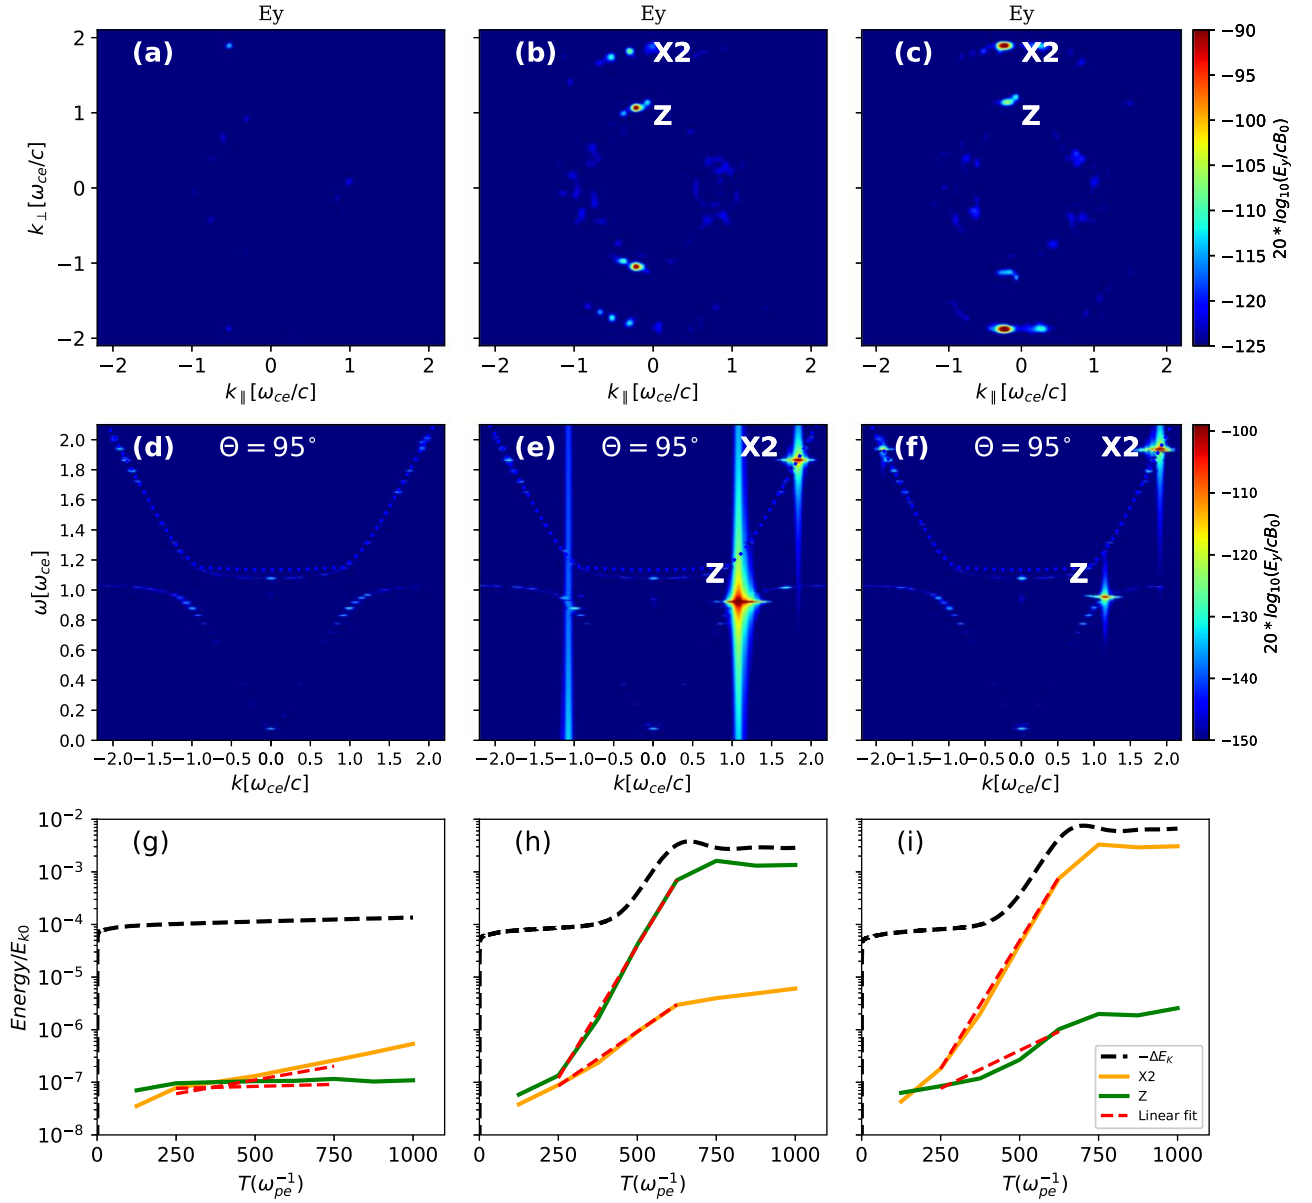 Ey Ey Ey
(a) (b) X2 Z (c) X2 Z
2 1 0 −1 −2
k⊥[ωce/c]
−2 −1 0 1 2 −2 −1 0 1 2 −2 −1 0 1 2
k∥[ωce/c] k∥[ωce/c] k∥[ωce/c]
−90 −95 −100 −105 −110 −115 −120 −125
20*log10(Ey/cB0)
(d) Θ = 95° (e) Θ = 95° X2 Z (f) Θ = 95° X2 Z
2.0 1.8 1.6 1.4 1.2 1.0 0.8 0.6 0.4 0.2 0.0
ω[ωce]
−2.0 −1.5 −1.0 −0.5 0.0 0.5 1.0 1.5 2.0 −2.0 −1.5 −1.0 −0.5 0.0 0.5 1.0 1.5 2.0 −2.0 −1.5 −1.0 −0.5 0.0 0.5 1.0 1.5 2.0
k[ωce/c] k[ωce/c] k[ωce/c]
−100 −110 −120 −130 −140 −150
20*log10(Ey/cB0)
(g) (h) (i)
10−2 10−3 10−4 10−5 10−6 10−7 10−8
Energy/Ek0
−ΔEK
X2
Z
Linear fit
0 250 500 750 1000 0 250 500 750 1000 0 250 500 750 1000
T(ωpe−1) T(ωpe−1) T(ωpe−1)